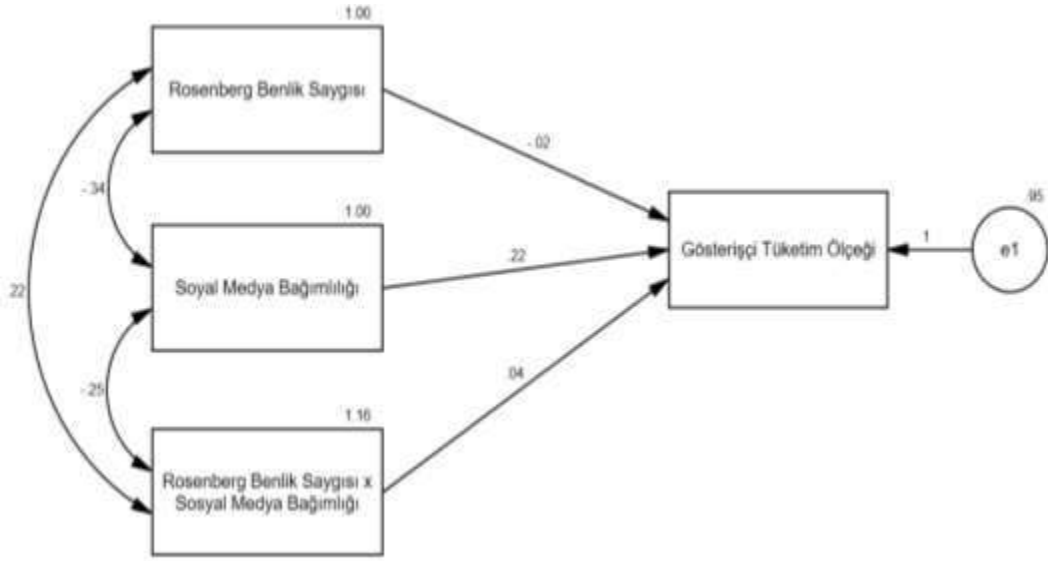 1.00
Rosenberg Benlik Saygısı
-.02
-.34
1.00
.95
Gösterişçi Tüketim Ölçeği
1
e1
.22
Soyal Medya Bağımlılığı
.22
-.25
.04
1.16
Rosenberg Benlik Saygısı x
Sosyal Medya Bağımlığı